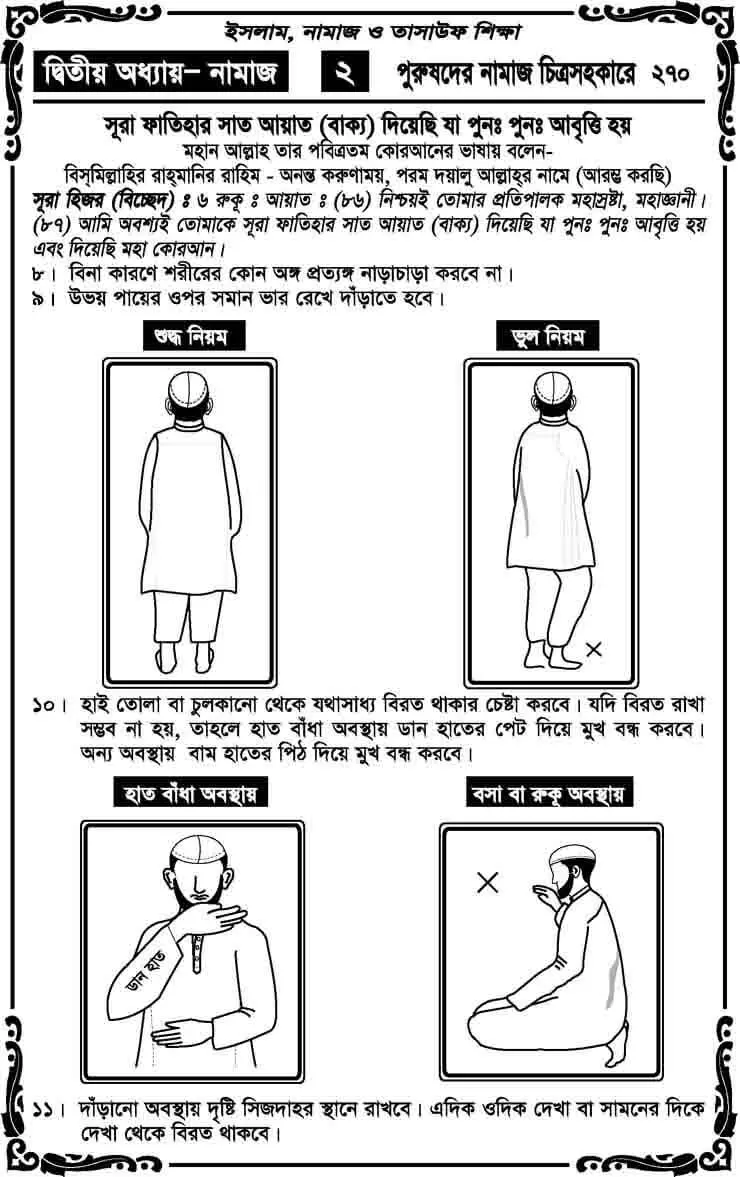 ইসলাম, নামাজ ও তাসাউফ শিক্ষা
দ্বিতীয় অধ্যায়– নামাজ ২ পুরুষদের নামাজ চিত্রসহকারে ২৭০
সূরা ফাতিহার সাত আয়াত (বাক্য) দিয়েছি যা পুনঃ পুনঃ আবৃত্তি হয়
মহান আল্লাহ তার পবিত্রতম কোরআনের ভাষায় বলেন-
বিস্‌মিল্লাহির রাহ্‌মানির রাহিম - অনন্ত করুণাময়, পরম দয়ালু আল্লাহ্‌র নামে (আরম্ভ করছি)
সূরা হিজর (বিচ্ছেদ) ঃ ৬ রুকূ ঃ আয়াত ঃ (৮৬) নিশ্চয়ই তোমার প্রতিপালক মহাস্রষ্টা, মহাজ্ঞানী।
(৮৭) আমি অবশ্যই তোমাকে সূরা ফাতিহার সাত আয়াত (বাক্য) দিয়েছি যা পুনঃ পুনঃ আবৃত্তি হয়
এবং দিয়েছি মহা কোরআন।
৮। বিনা কারণে শরীরের কোন অঙ্গ প্রত্যঙ্গ নাড়াচাড়া করবে না।
৯। উভয় পায়ের ওপর সমান ভার রেখে দাঁড়াতে হবে।
শুদ্ধ নিয়ম ভুল নিয়ম
১০। হাই তোলা বা চুলকানো থেকে যথাসাধ্য বিরত থাকার চেষ্টা করবে। যদি বিরত রাখা
সম্ভব না হয়, তাহলে হাত বাঁধা অবস্থায় ডান হাতের পেট দিয়ে মুখ বন্ধ করবে।
অন্য অবস্থায় বাম হাতের পিঠ দিয়ে মুখ বন্ধ করবে।
হাত বাঁধা অবস্থায় বসা বা রুকূ অবস্থায়
ডান হাত
১১। দাঁড়ানো অবস্থায় দৃষ্টি সিজদাহর স্থানে রাখবে। এদিক ওদিক দেখা বা সামনের দিকে
দেখা থেকে বিরত থাকবে।